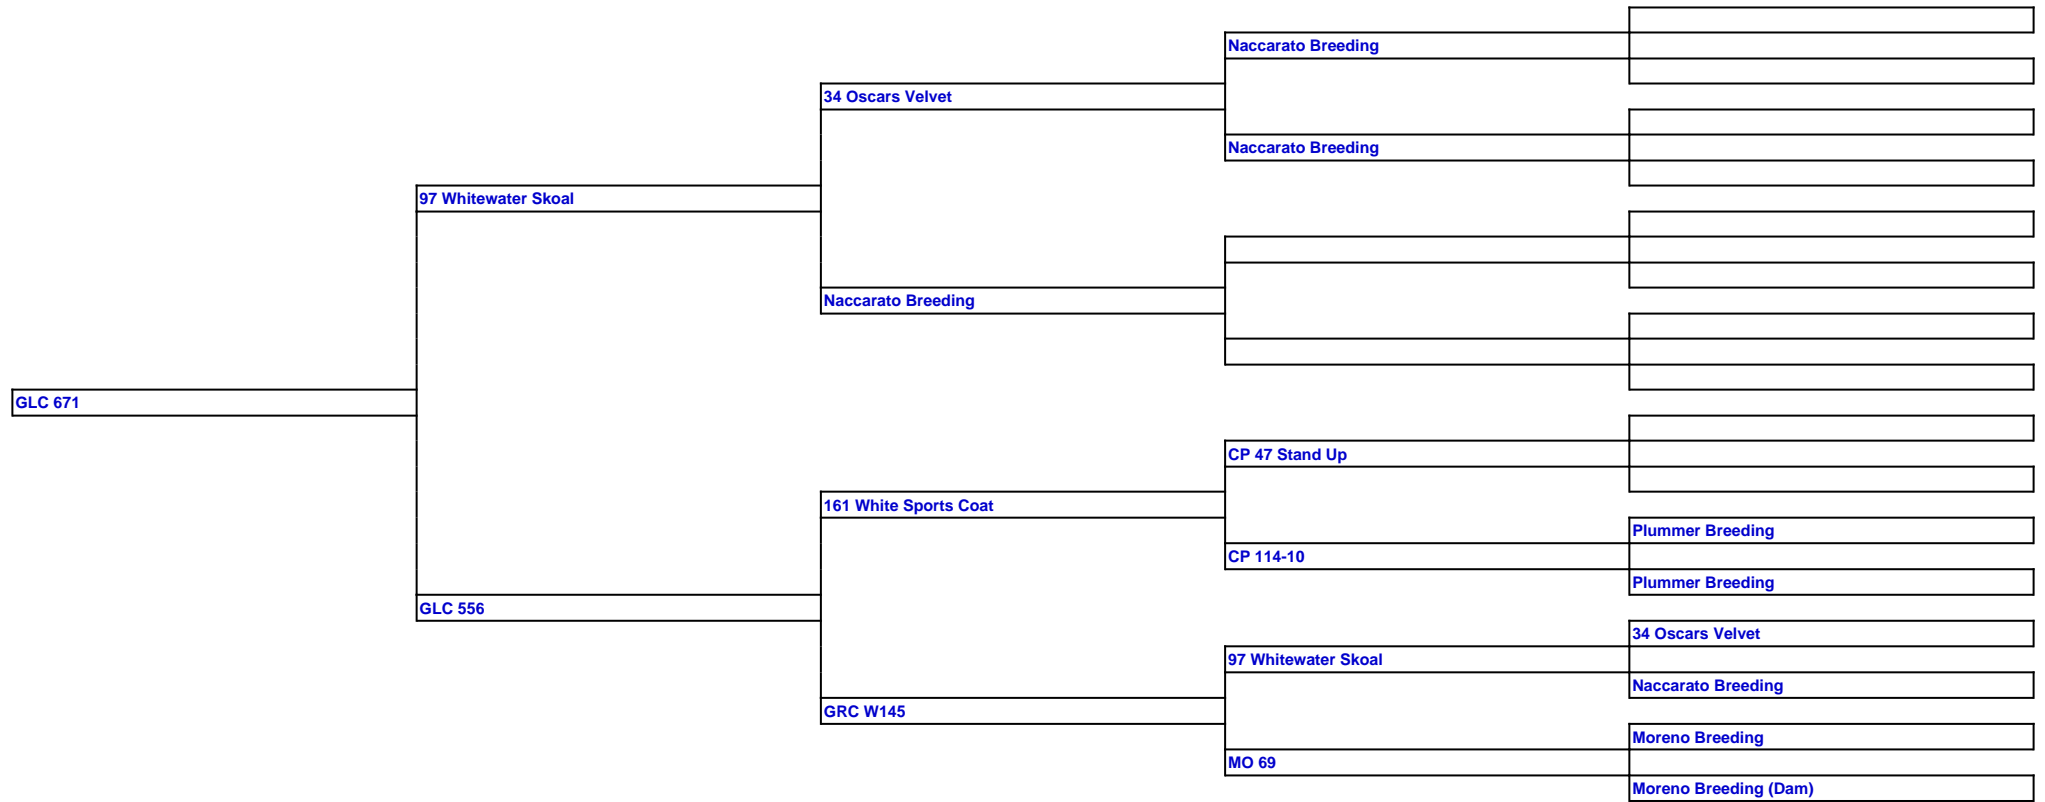 Naccarato Breeding
34 Oscars Velvet
Naccarato Breeding
97 Whitewater Skoal
Naccarato Breeding
GLC 671
CP 47 Stand Up
161 White Sports Coat
Plummer Breeding
CP 114-10
Plummer Breeding
GLC 556
34 Oscars Velvet
97 Whitewater Skoal
Naccarato Breeding
GRC W145
Moreno Breeding
MO 69
Moreno Breeding (Dam)